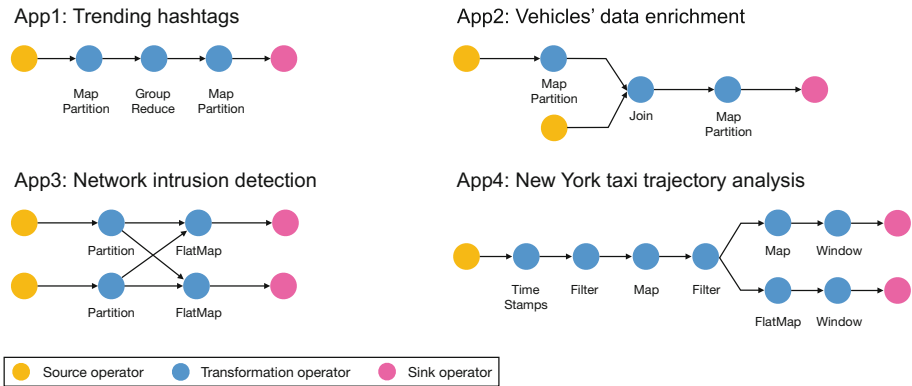 App1: Trending hashtags
Map
Partition
Group
Reduce
Map
Partition
App2: Vehicles' data enrichment
Map
Partition
Join
Map
Partition
App3: Network intrusion detection
Partition
FlatMap
Partition
FlatMap
App4: New York taxi trajectory analysis
Time
Stamps
Filter
Map
Filter
Map
Window
FlatMap
Window
Source operator
Transformation operator
Sink operator